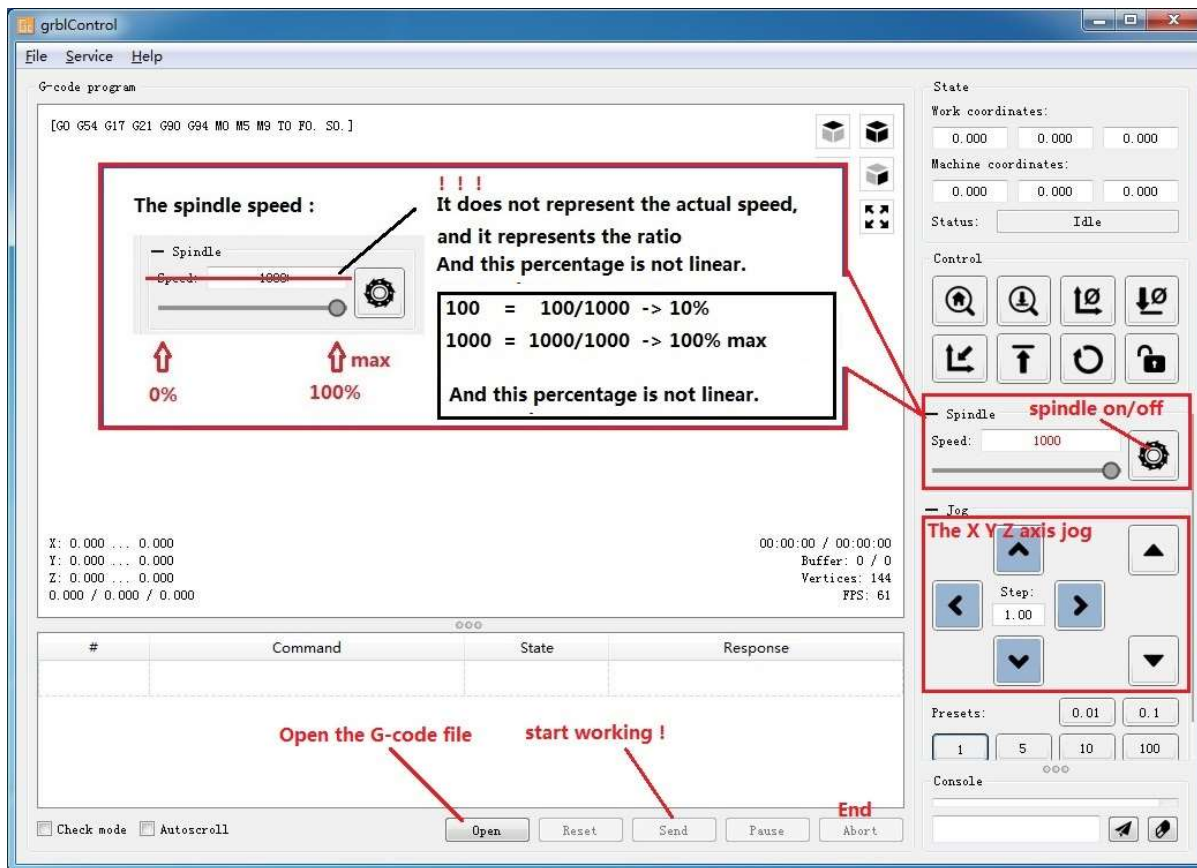 grblControl
File Service Help
G-code program
[G0 G54 G17 G21 G90 G94 M0 M5 M9 T0 F0. S0.]
The spindle speed :
! ! !
It does not represent the actual speed,
and it represents the ratio
And this percentage is not linear.
Spindle
Speed: 1000
100 = 100/1000 -> 10%
1000 = 1000/1000 -> 100% max
And this percentage is not linear.
max
0%
100%
X: 0.000 ... 0.000
Y: 0.000 ... 0.000
Z: 0.000 ... 0.000
0.000 / 0.000 / 0.000
00:00:00 / 00:00:00
Buffer: 0 / 0
Vertices: 144
FPS: 61
# Command State Response
Open the G-code file
start working !
End
Check mode Autoscroll Open Reset Send Pause Abort
State
Work coordinates:
0.000 0.000 0.000
Machine coordinates:
0.000 0.000 0.000
Status: Idle
Control
Spindle
spindle on/off
Speed: 1000
Jog
The X Y Z axis jog
Step:
1.00
Presets: 0.01 0.1
1 5 10 100
Console